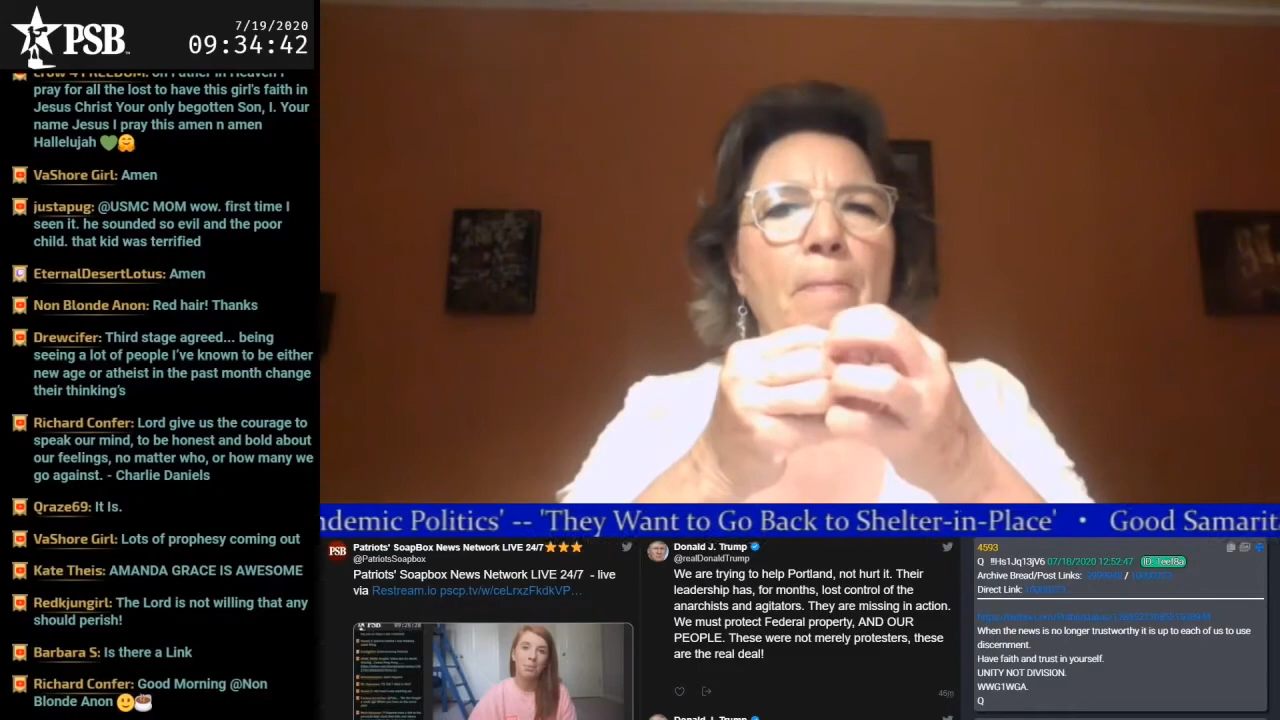 PSB
7/19/2020
09:34:42
pray for all the lost to have this girl's faith in
Jesus Christ Your only begotten Son, I. Your
name Jesus I pray this amen n amen
Hallelujah
VaShore Girl: Amen
justapug: @USMC MOM wow. first time I
seen it. he sounded so evil and the poor
child. that kid was terrified
EternalDesertLotus: Amen
Non Blonde Anon: Red hair! Thanks
Drewcifer: Third stage agreed... being
seeing a lot of people I've known to be either
new age or atheist in the past month change
their thinking's
Richard Confer: Lord give us the courage to
speak our mind, to be honest and bold about
our feelings, no matter who, or how many we
go against. - Charlie Daniels
Qraze69: It Is.
VaShore Girl: Lots of prophesy coming out
Kate Theis: AMANDA GRACE IS AWESOME
Redkjungirl: The Lord is not willing that any
should perish!
Barbara S: Is there a Link
Richard Confer: Good Morning @Non
Blonde Anon
ndemic Politics' -- 'They Want to Go Back to Shelter-in-Place' • Good Samarit
PSB
Patriots' SoapBox News Network LIVE 24/7
@PatriotsSoapbox
Patriots' Soapbox News Network LIVE 24/7 - live
via Restream.io pscp.tv/w/ceLrxzFkdkVP…
Donald J. Trump
@realDonaldTrump
We are trying to help Portland, not hurt it. Their
leadership has, for months, lost control of the
anarchists and agitators. They are missing in action.
We must protect Federal property, AND OUR
PEOPLE. These were not merely protesters, these
are the real deal!
46m
Donald J. Trump
4593
Q !!Hs1Jq13jV6 07/18/2020 12:52:47 ID: 1eef8a
Archive Bread/Post Links:
Direct Link:
When the news is no longer trustworthy it is up to each of us to use
discernment.
Have faith and trust in yourself.
UNITY NOT DIVISION.
WWG1WGA.
Q